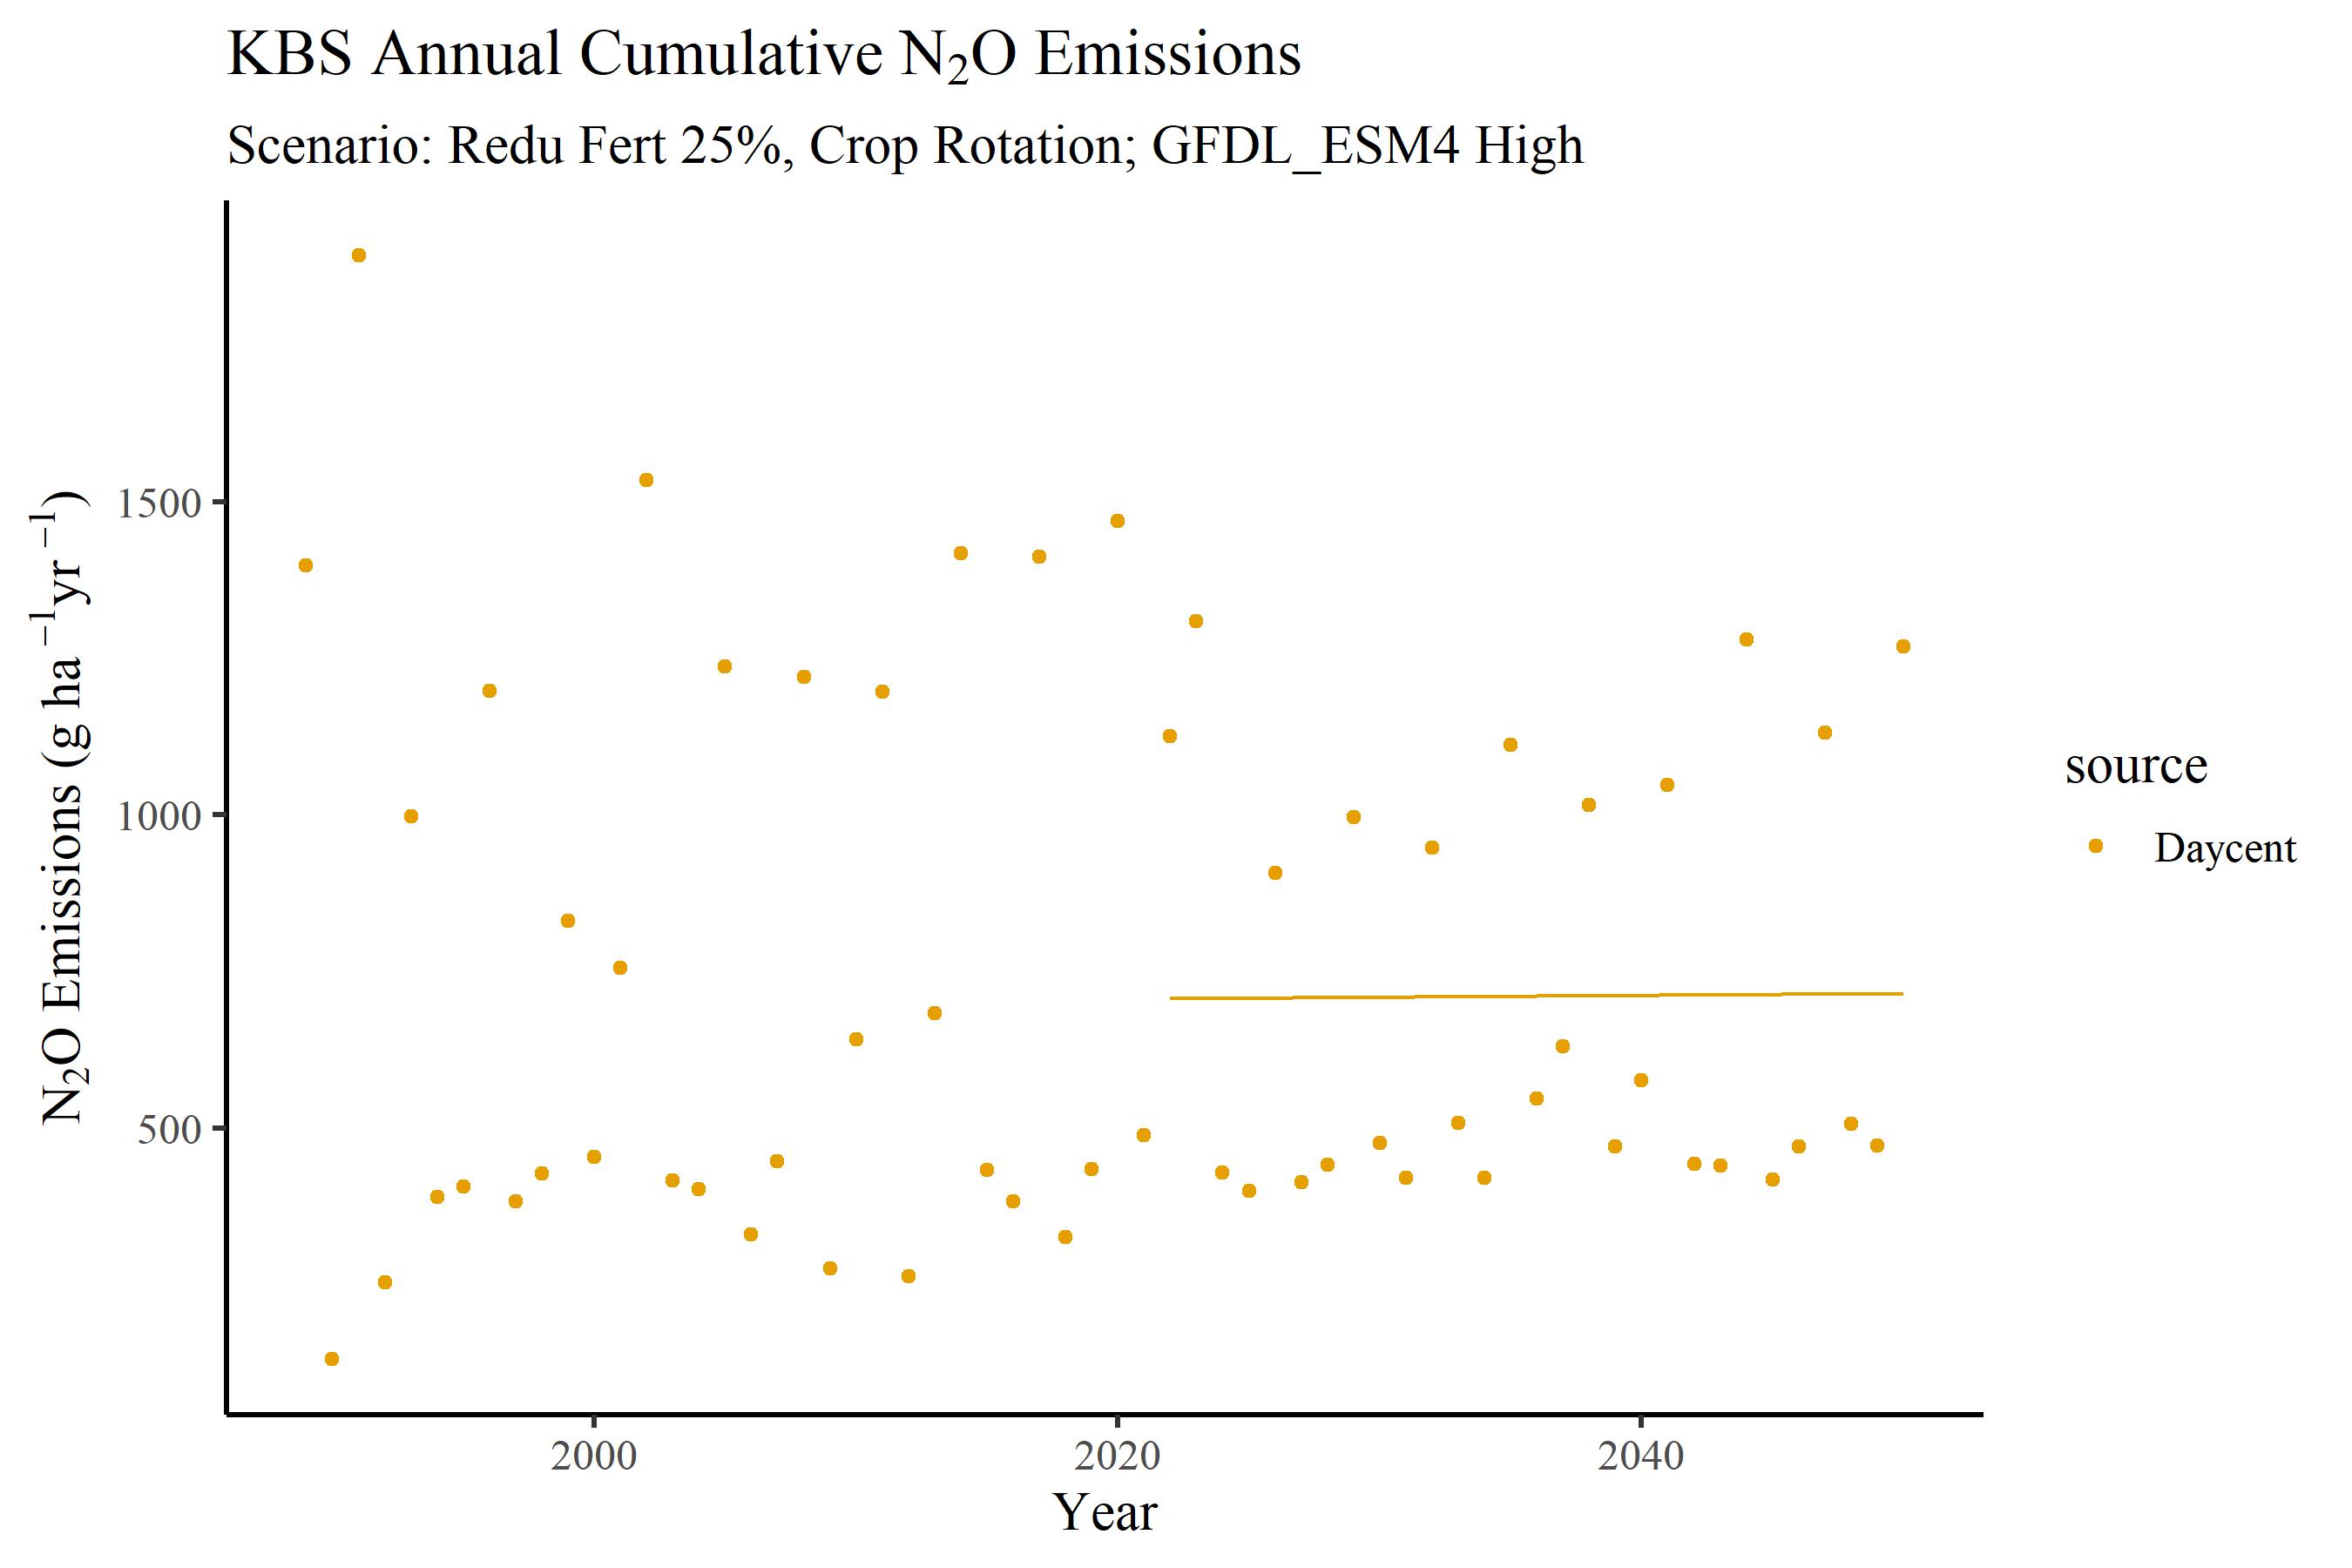 KBS Annual Cumulative N₂O Emissions
Scenario: Redu Fert 25%, Crop Rotation; GFDL_ESM4 High
N₂O Emissions (g ha ⁻¹yr ⁻¹)
1500
1000
500
2000 2020 2040
Year
source
Daycent